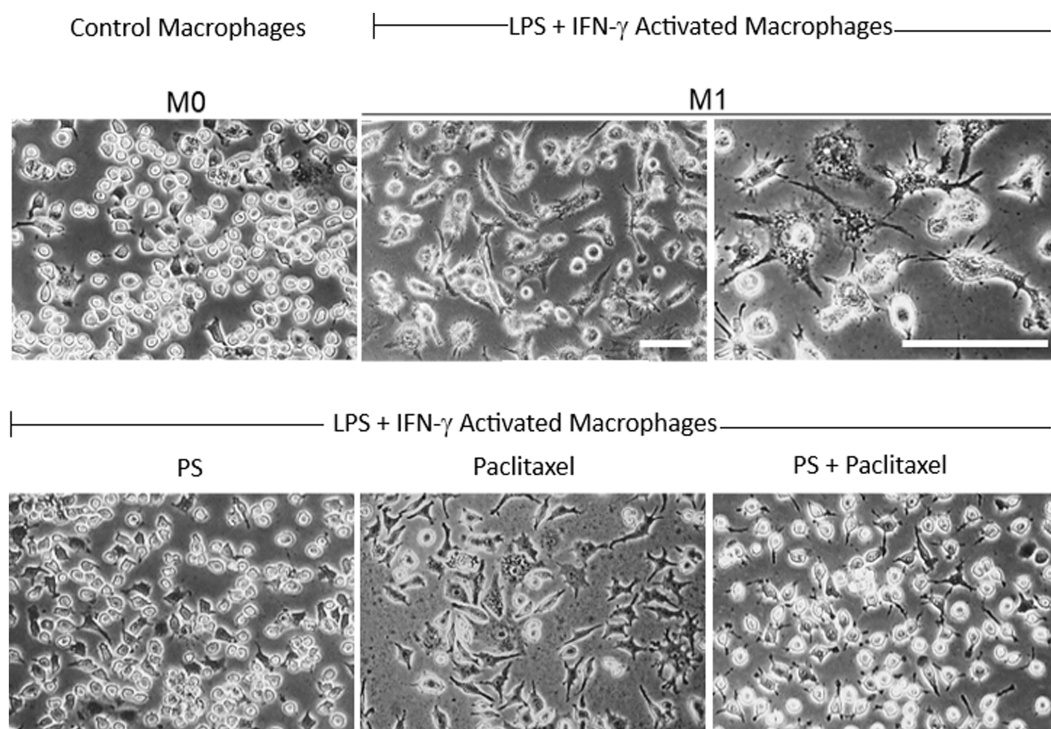 Control Macrophages
LPS + IFN-γ Activated Macrophages
M0
M1
LPS + IFN-γ Activated Macrophages
PS
Paclitaxel
PS + Paclitaxel